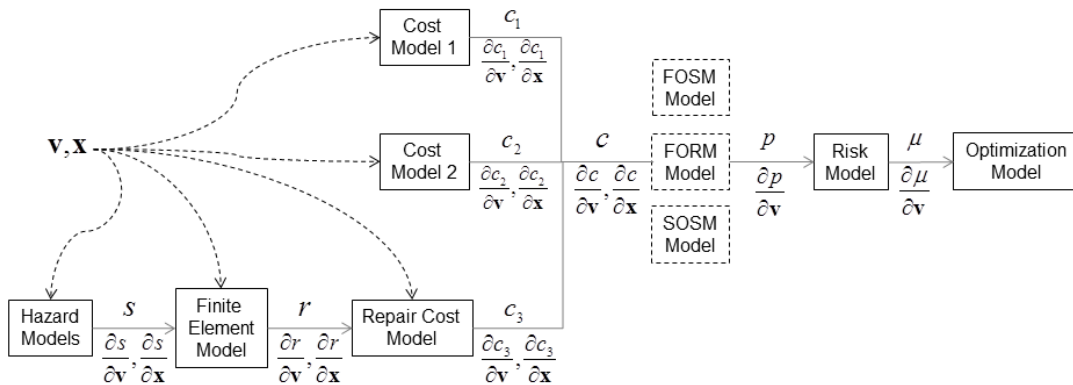 Cost
Model 1
c₁
∂c₁/∂v, ∂c₁/∂x
FOSM
Model
v,x
Cost
Model 2
c₂
∂c₂/∂v, ∂c₂/∂x
c
∂c/∂v, ∂c/∂x
FORM
Model
p
∂p/∂v
Risk
Model
μ
∂μ/∂v
Optimization
Model
SOSM
Model
Hazard
Models
s
∂s/∂v, ∂s/∂x
Finite
Element
Model
r
∂r/∂v, ∂r/∂x
Repair Cost
Model
c₃
∂c₃/∂v, ∂c₃/∂x